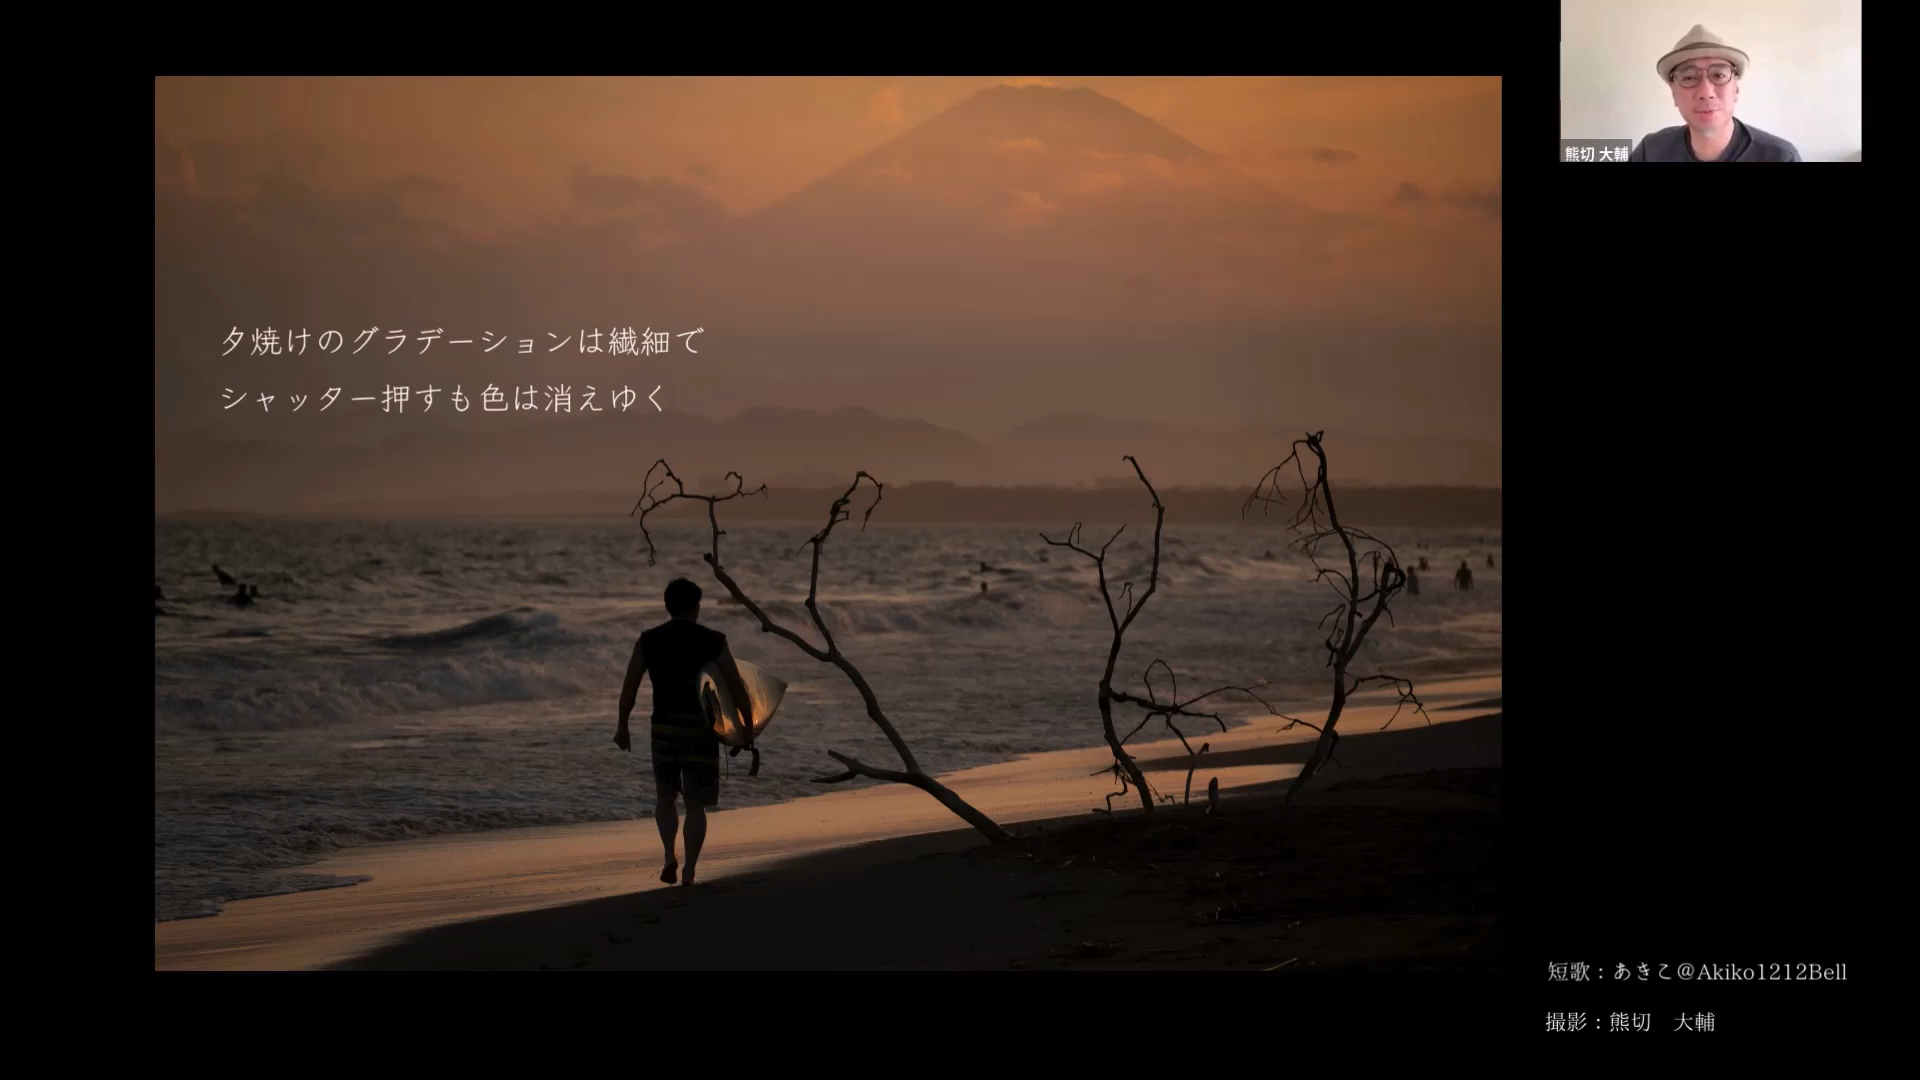 熊切 大輔
夕焼けのグラデーションは繊細で
シャッター押すも色は消えゆく
短歌：あきこ@Akiko1212Bell
撮影：熊切　大輔